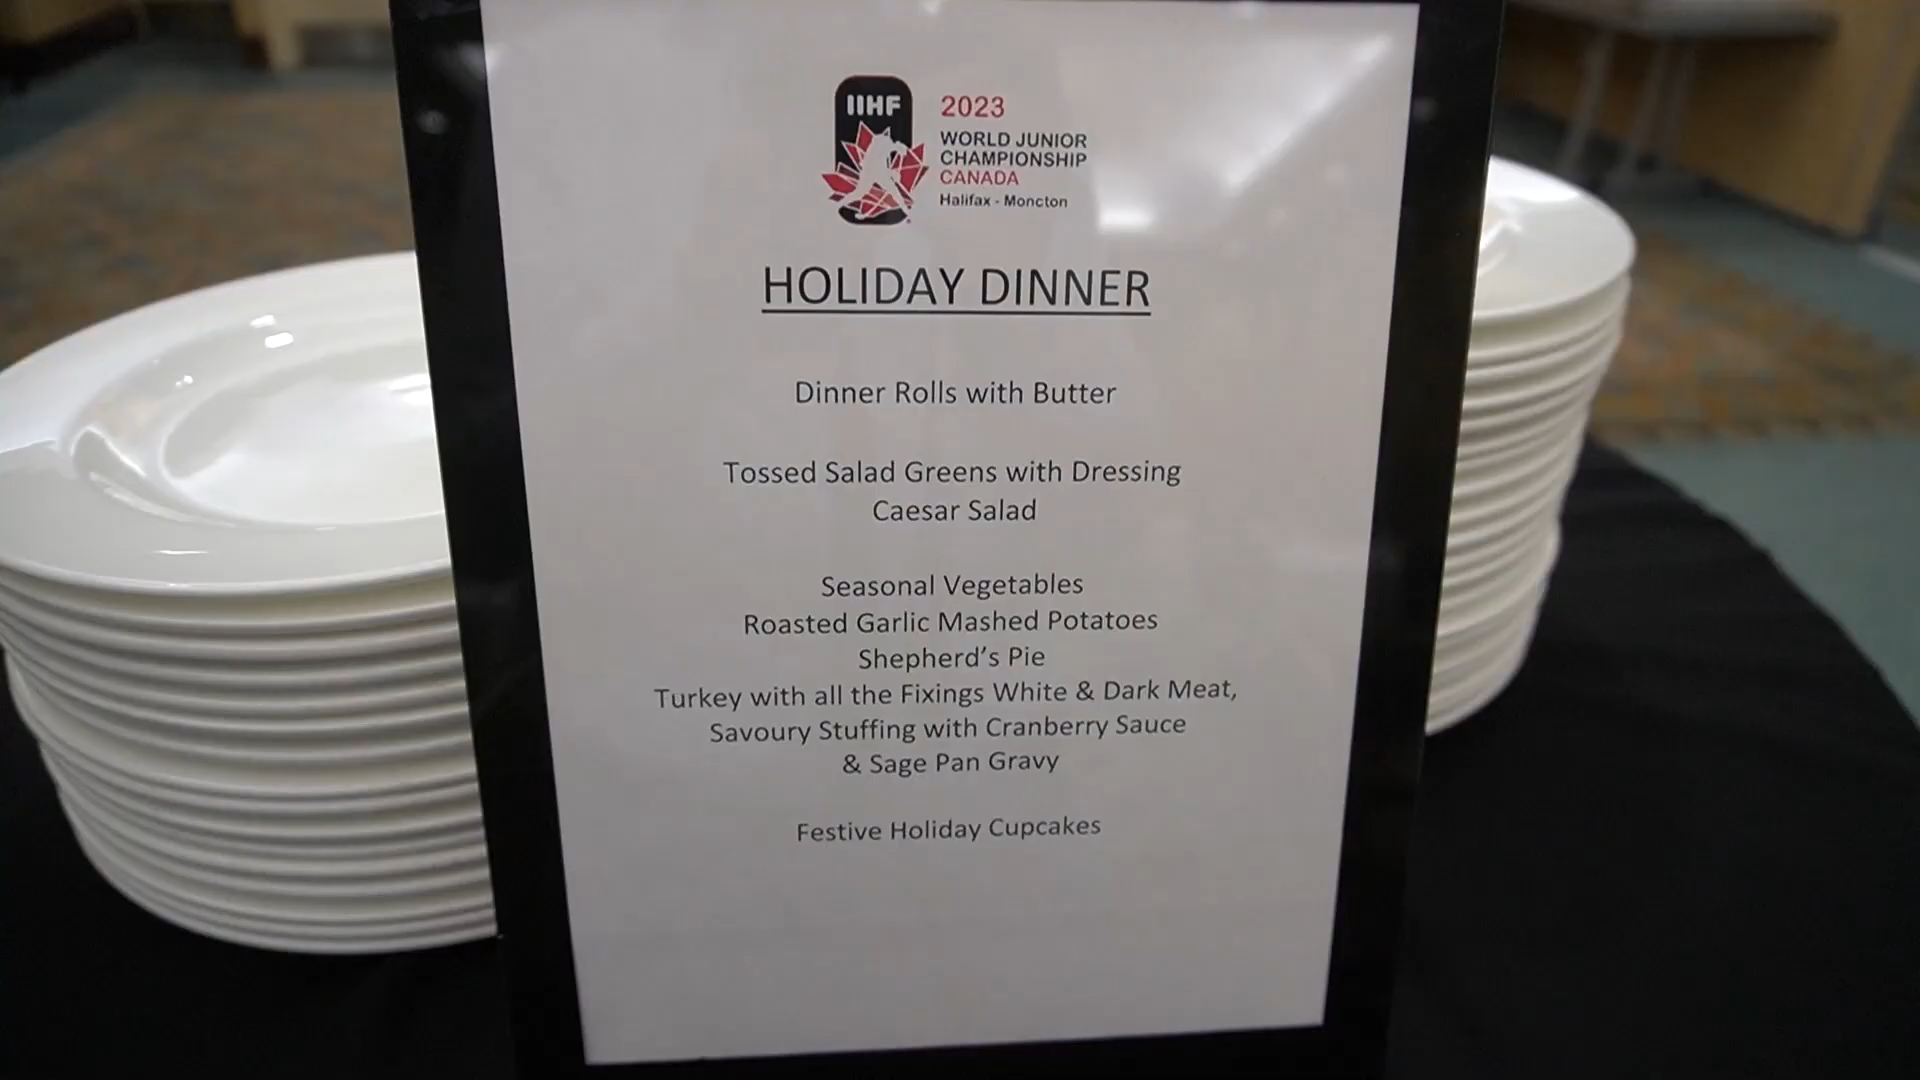 IIHF
2023
WORLD JUNIOR
CHAMPIONSHIP
CANADA
Halifax - Moncton
HOLIDAY DINNER
Dinner Rolls with Butter
Tossed Salad Greens with Dressing
Caesar Salad
Seasonal Vegetables
Roasted Garlic Mashed Potatoes
Shepherd’s Pie
Turkey with all the Fixings White & Dark Meat,
Savoury Stuffing with Cranberry Sauce
& Sage Pan Gravy
Festive Holiday Cupcakes